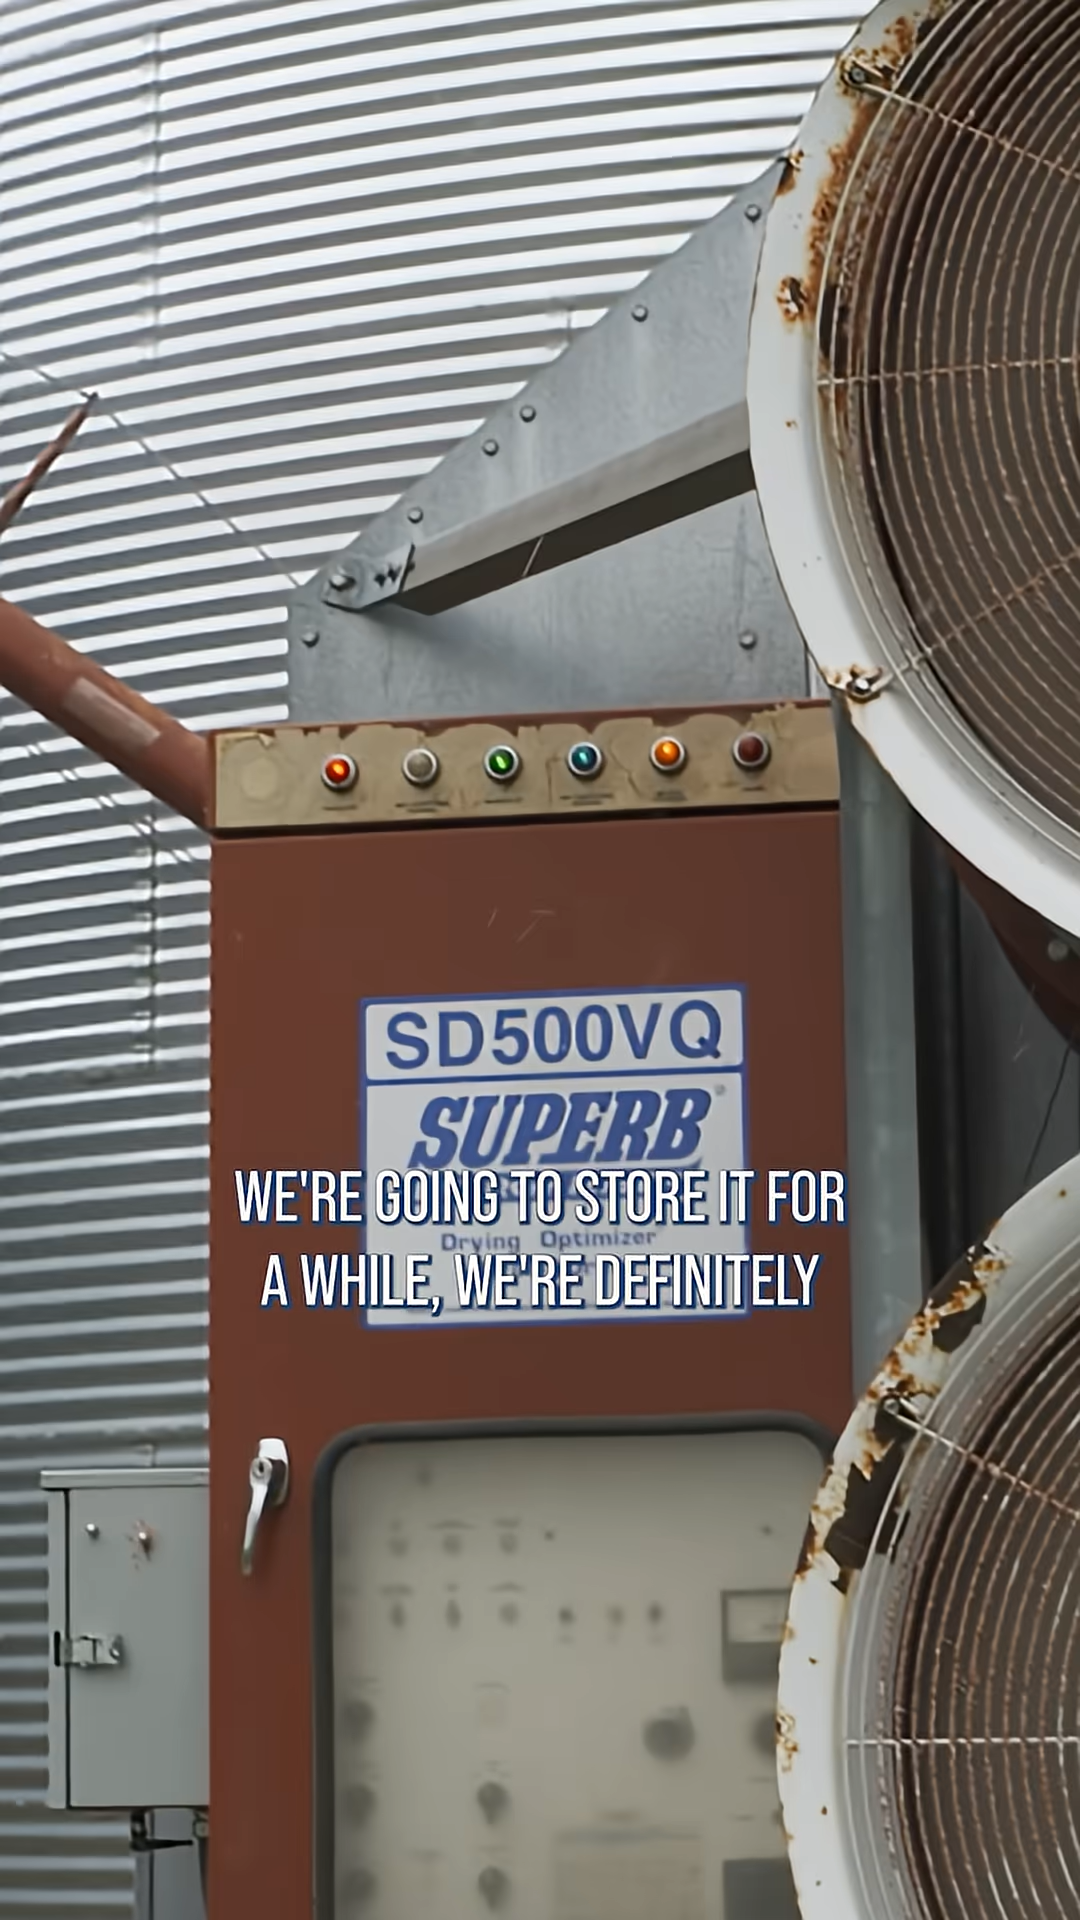 SD500VQ
SUPERB®
WE'RE GOING TO STORE IT FOR
Drying Optimizer
A WHILE, WE'RE DEFINITELY